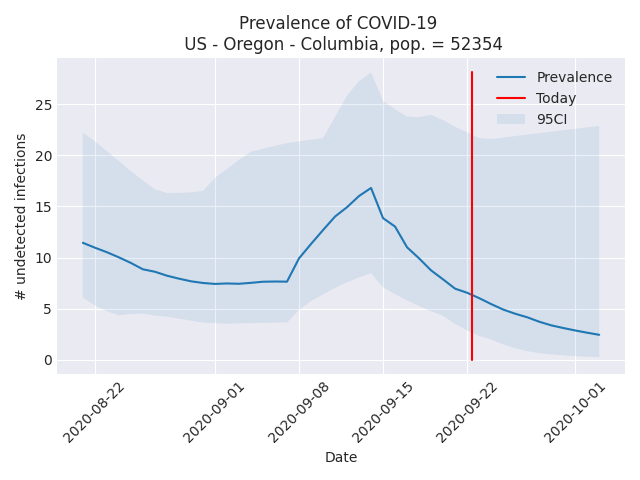 Prevalence of COVID-19
US - Oregon - Columbia, pop. = 52354
Prevalence
Today
95CI
# undetected infections
25
20
15
10
5
0
2020-08-22
2020-09-01
2020-09-08
2020-09-15
2020-09-22
2020-10-01
Date